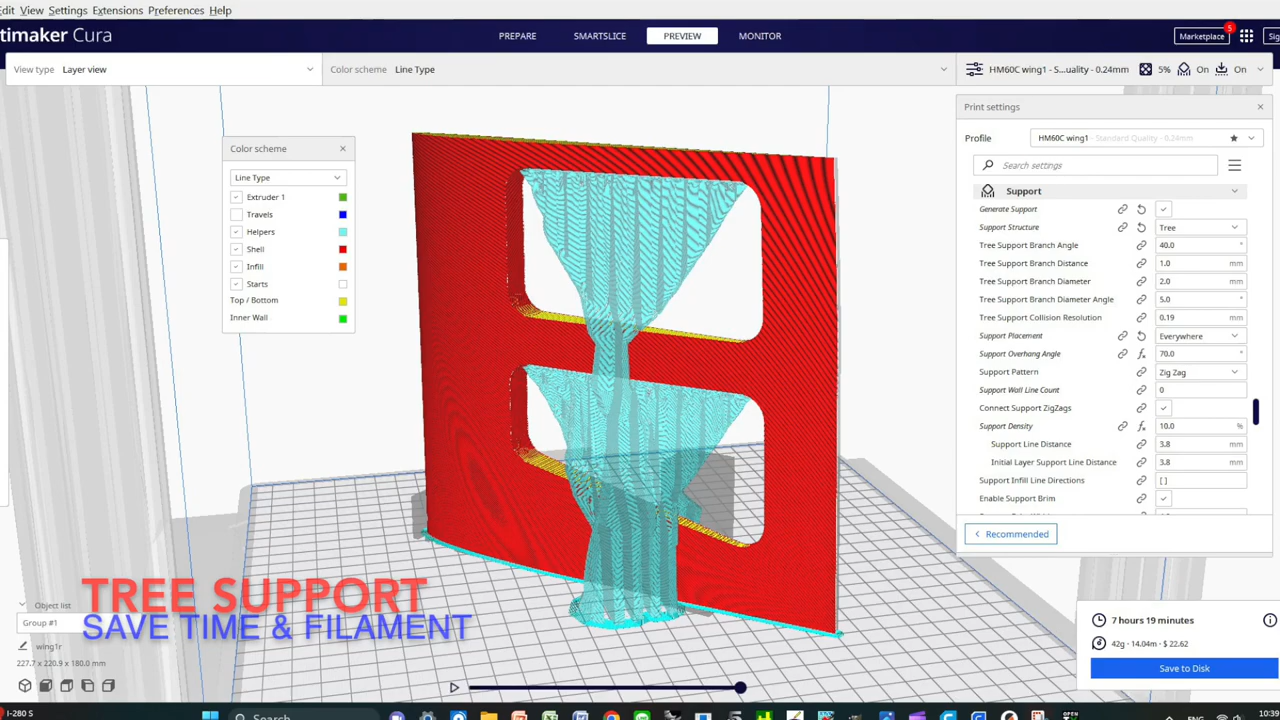 Edit View Settings Extensions Preferences Help
timaker Cura
PREPARE SMARTSLICE PREVIEW MONITOR
Marketplace 5 Sig
View type Layer view
Color scheme Line Type
HM60C wing1 - S...uality - 0.24mm 5% On On
Print settings
Profile HM60C wing1 - Standard Quality - 0.24mm
Search settings
Support
Generate Support
Support Structure Tree
Tree Support Branch Angle 40.0 °
Tree Support Branch Distance 1.0 mm
Tree Support Branch Diameter 2.0 mm
Tree Support Branch Diameter Angle 5.0 °
Tree Support Collision Resolution 0.19 mm
Support Placement Everywhere
Support Overhang Angle 70.0 °
Support Pattern Zig Zag
Support Wall Line Count 0
Connect Support ZigZags
Support Density 10.0 %
Support Line Distance 3.8 mm
Initial Layer Support Line Distance 3.8 mm
Support Infill Line Directions [ ]
Enable Support Brim
Recommended
Color scheme
Line Type
Extruder 1
Travels
Helpers
Shell
Infill
Starts
Top / Bottom
Inner Wall
TREE SUPPORT
SAVE TIME & FILAMENT
Object list
Group #1
wing1r
227.7 x 220.9 x 180.0 mm
7 hours 19 minutes
42g · 14.04m · $ 22.62
Save to Disk
I-280 S
Search
ENG
10:39